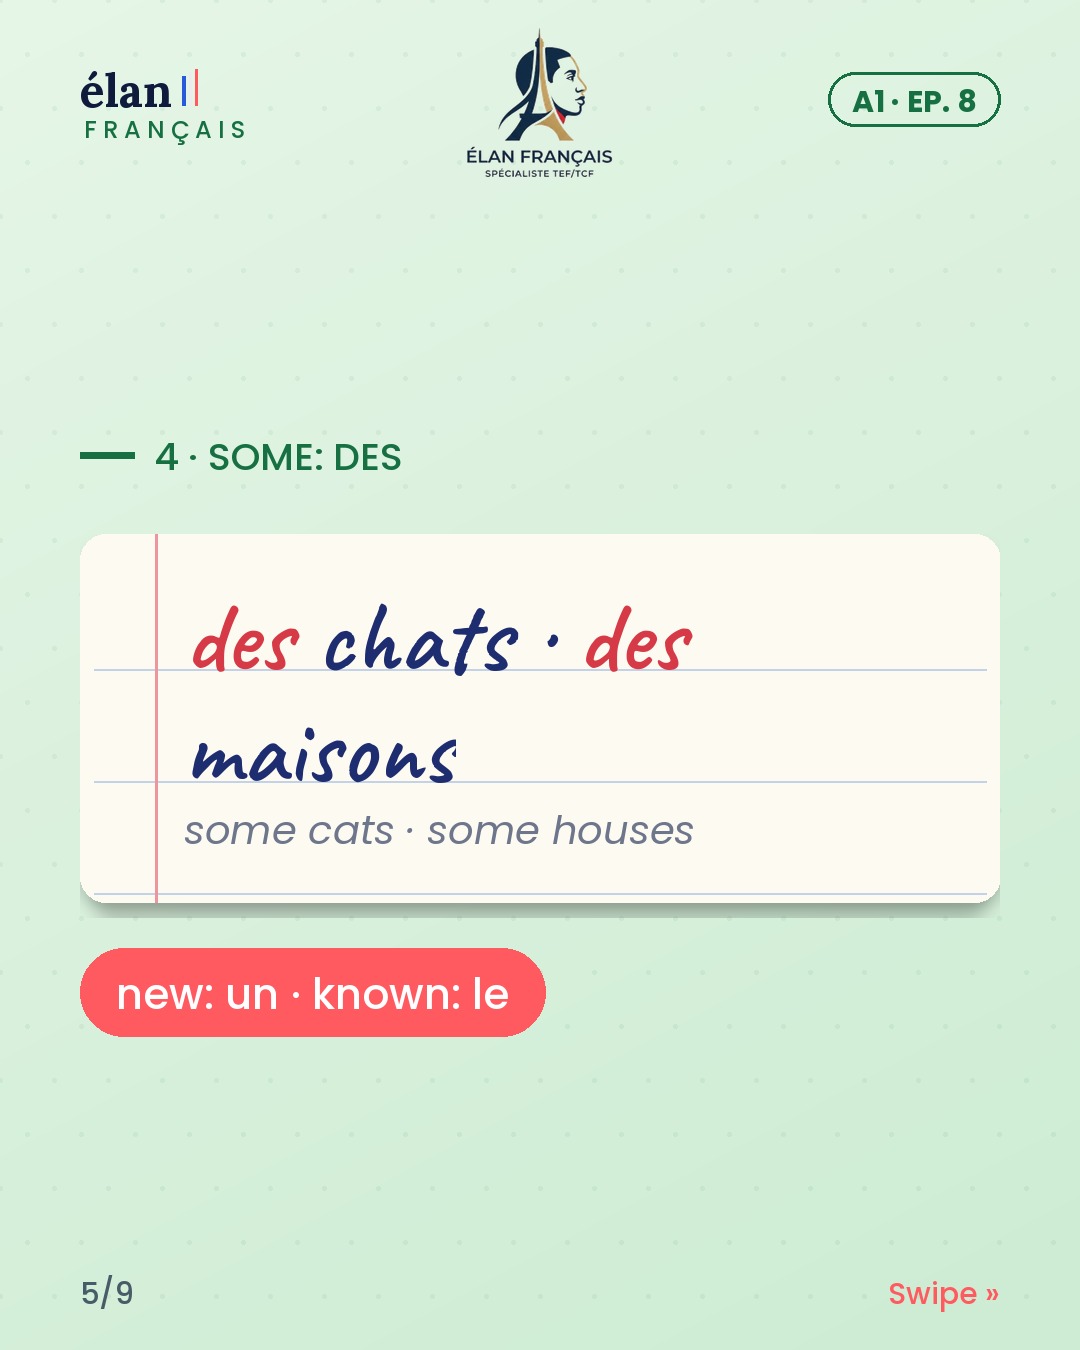 élan
FRANÇAIS
ÉLAN FRANÇAIS
SPÉCIALISTE TEF/TCF
A1 · EP. 8
4 · SOME: DES
des chats · des
maisons
some cats · some houses
new: un · known: le
5/9
Swipe »